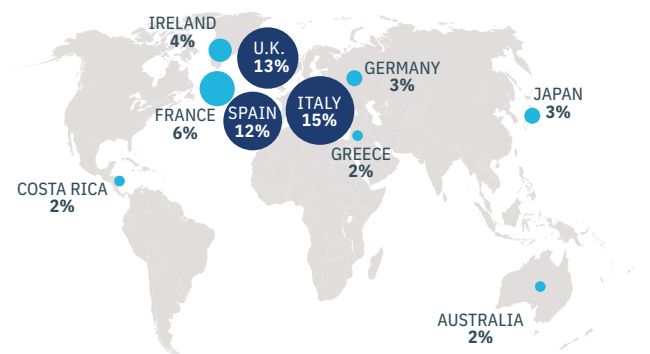 IRELAND
4%
U.K.
13%
GERMANY
3%
JAPAN
3%
FRANCE
6%
SPAIN
12%
ITALY
15%
GREECE
2%
COSTA RICA
2%
AUSTRALIA
2%